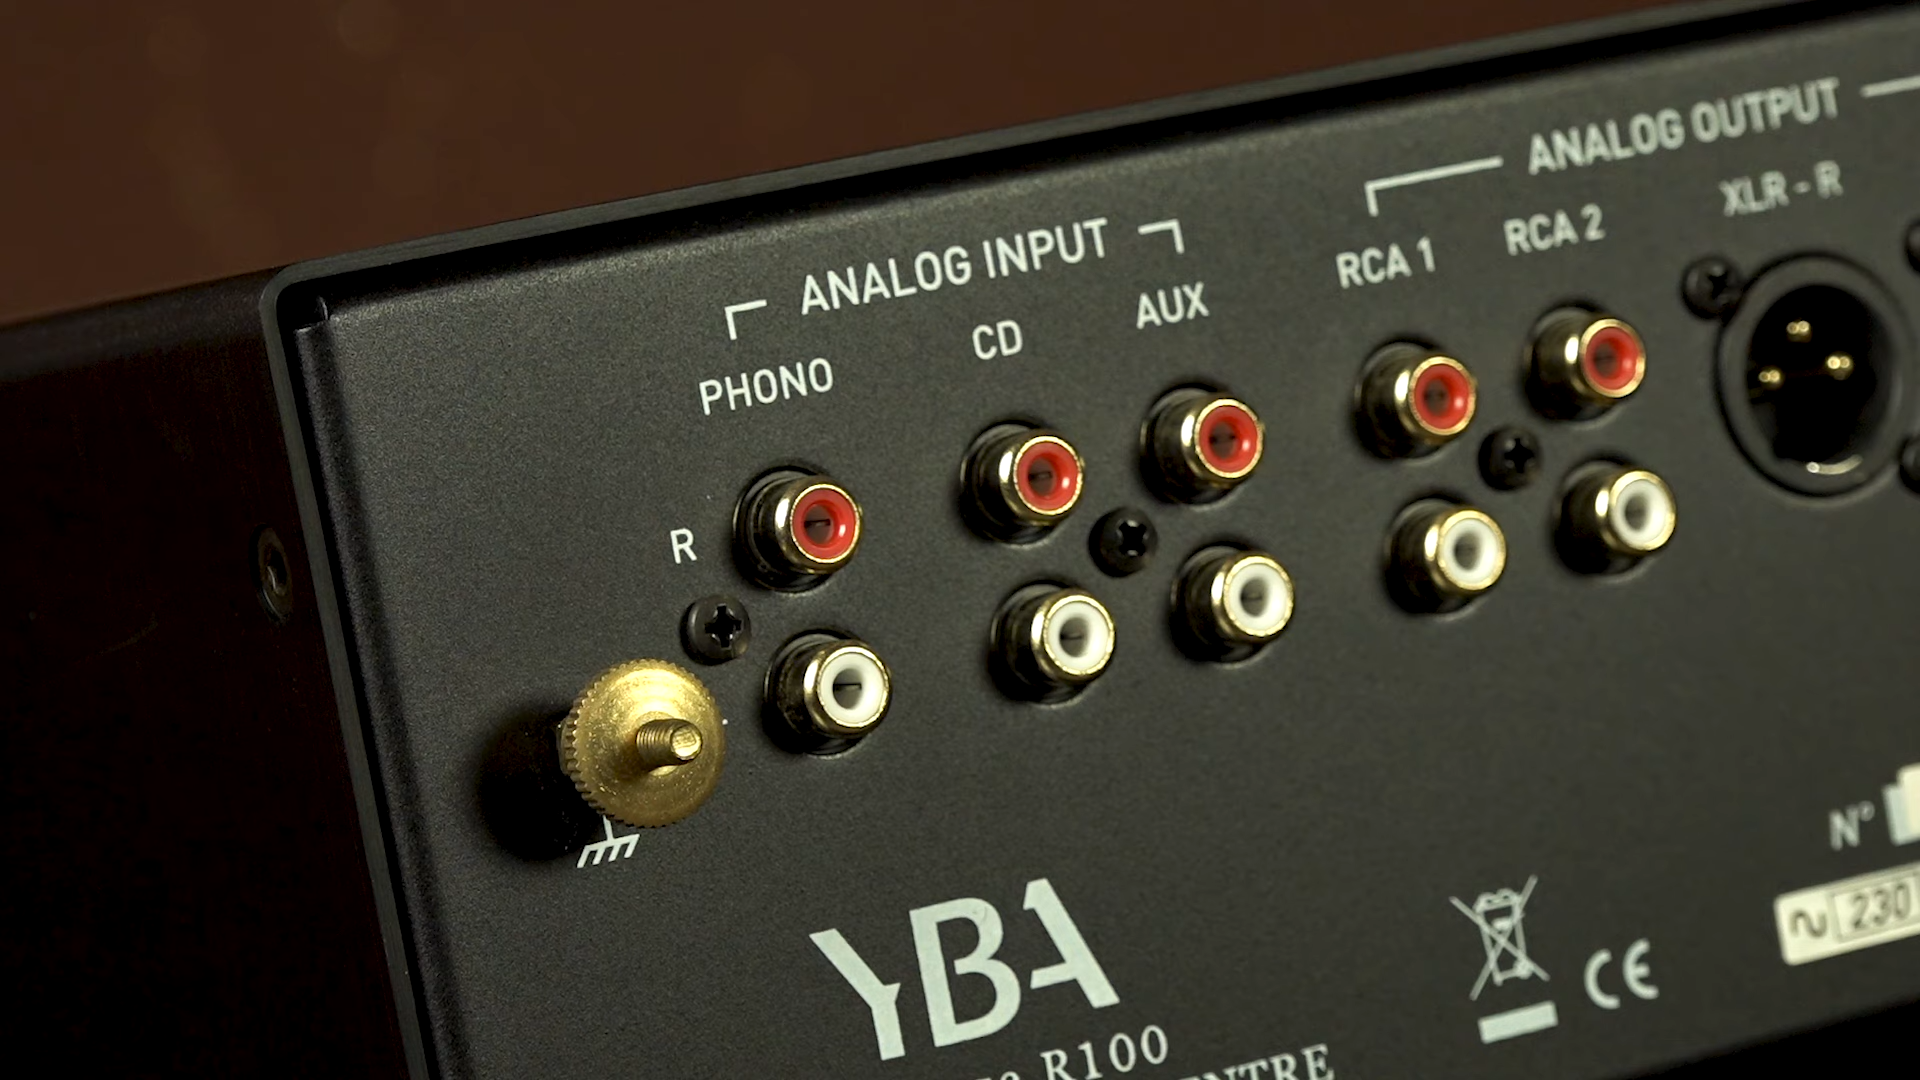 ANALOG INPUT
PHONO
CD
AUX
R
ANALOG OUTPUT
RCA 1
RCA 2
XLR - R
YBA
R100
N°
~ 230
CE